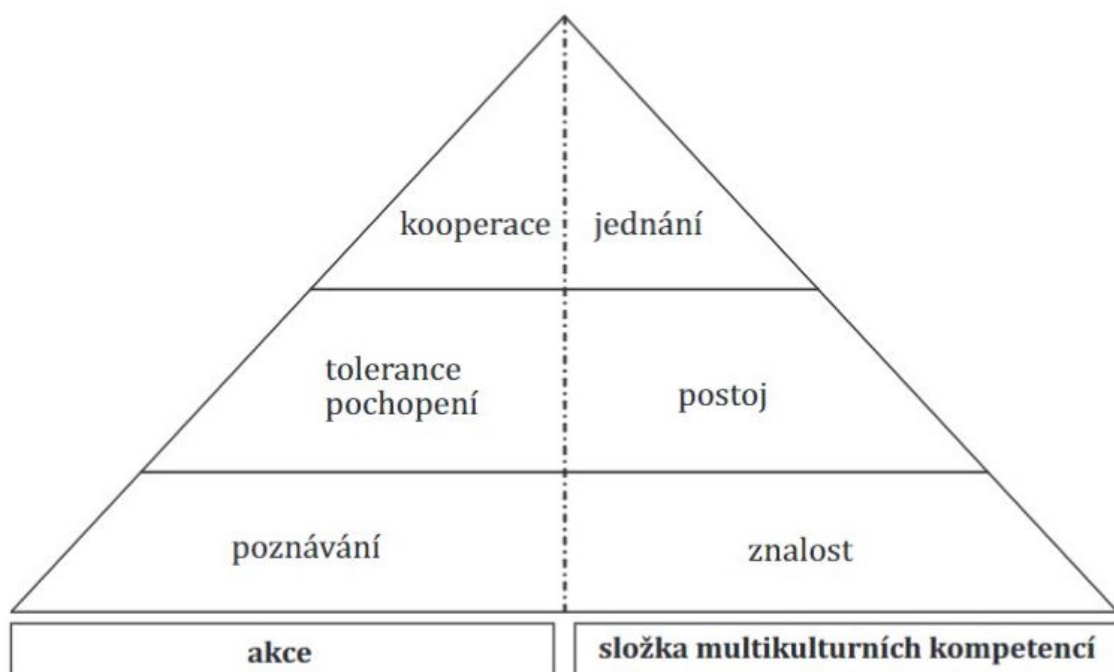 kooperace
jednání
tolerance
pochopení
postoj
poznávání
znalost
akce
složka multikulturních kompetencí